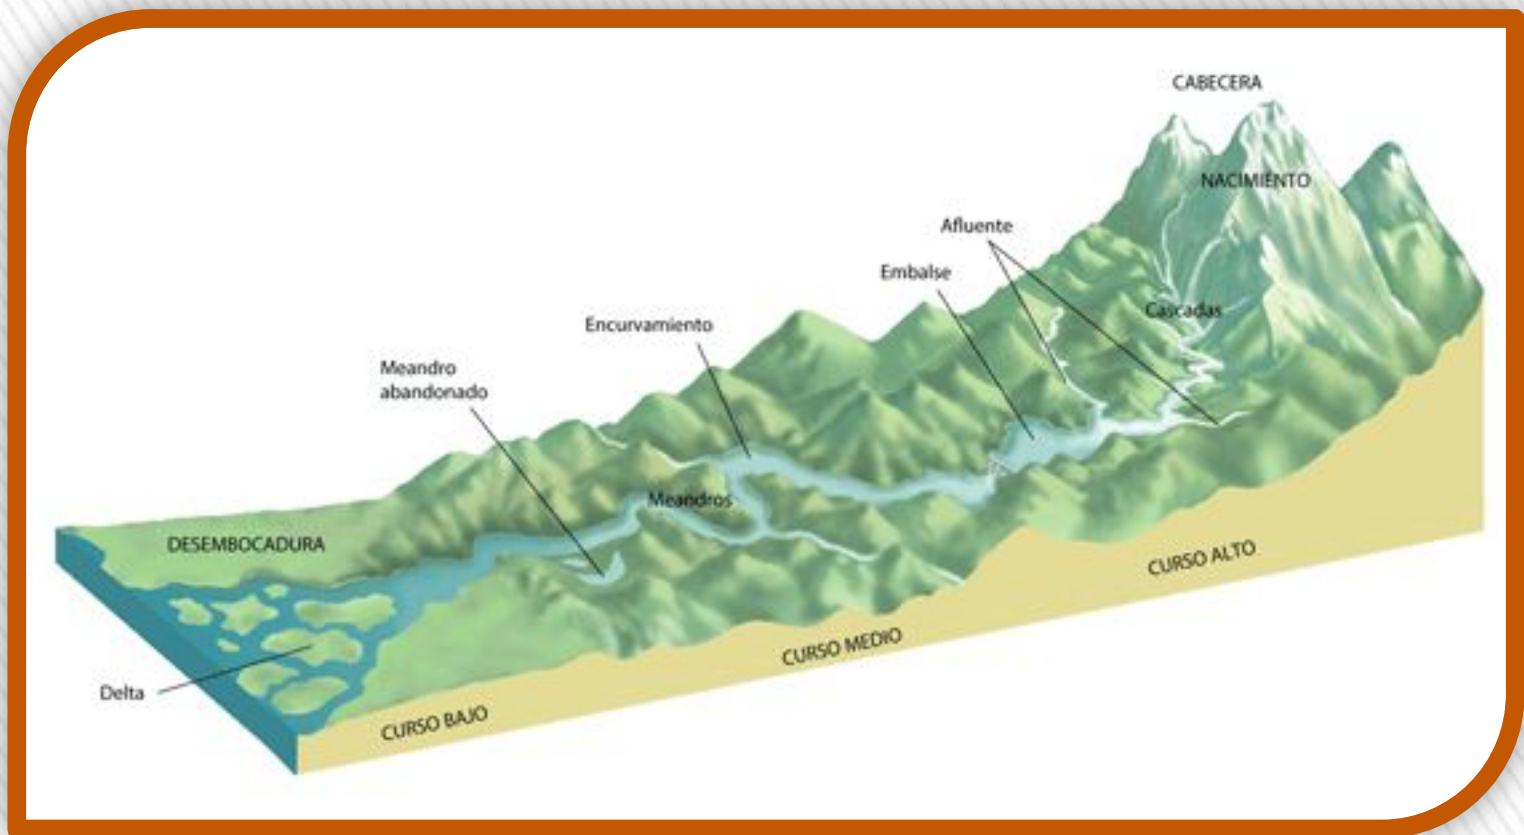 CABECERA
NACIMIENTO
Afluente
Embalse
Cascadas
Encurvamiento
Meandro
abandonado
Meandros
DESEMBOCADURA
Delta
CURSO ALTO
CURSO MEDIO
CURSO BAJO